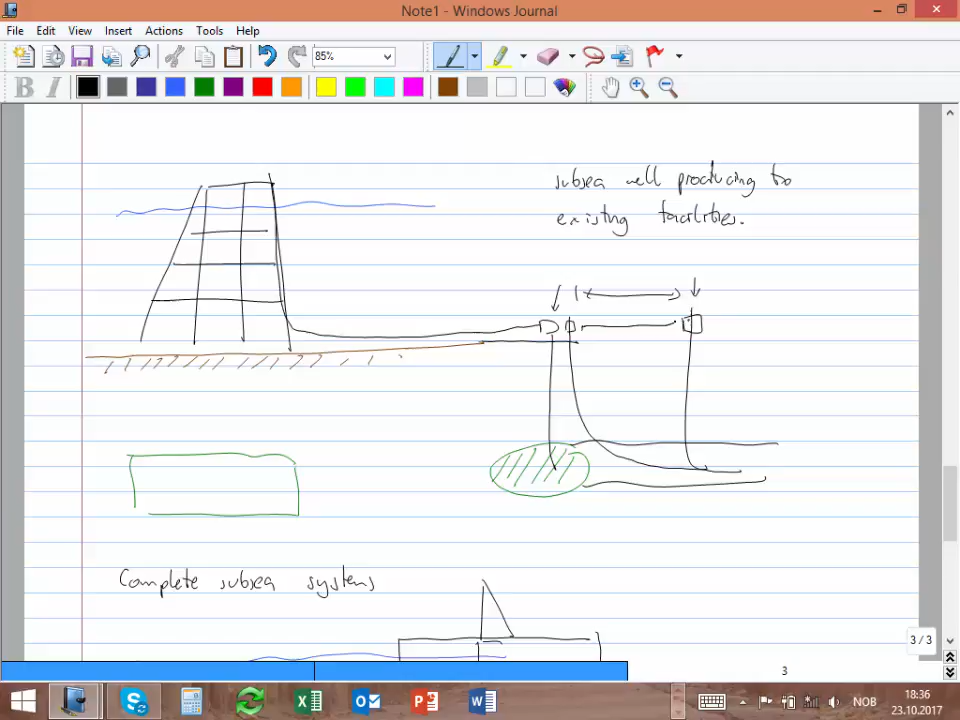 Note1 - Windows Journal
File Edit View Insert Actions Tools Help
85%
B I
subsea well producing to
existing facilities.
Complete subsea systems
3 / 3
3
NOB
18:36
23.10.2017